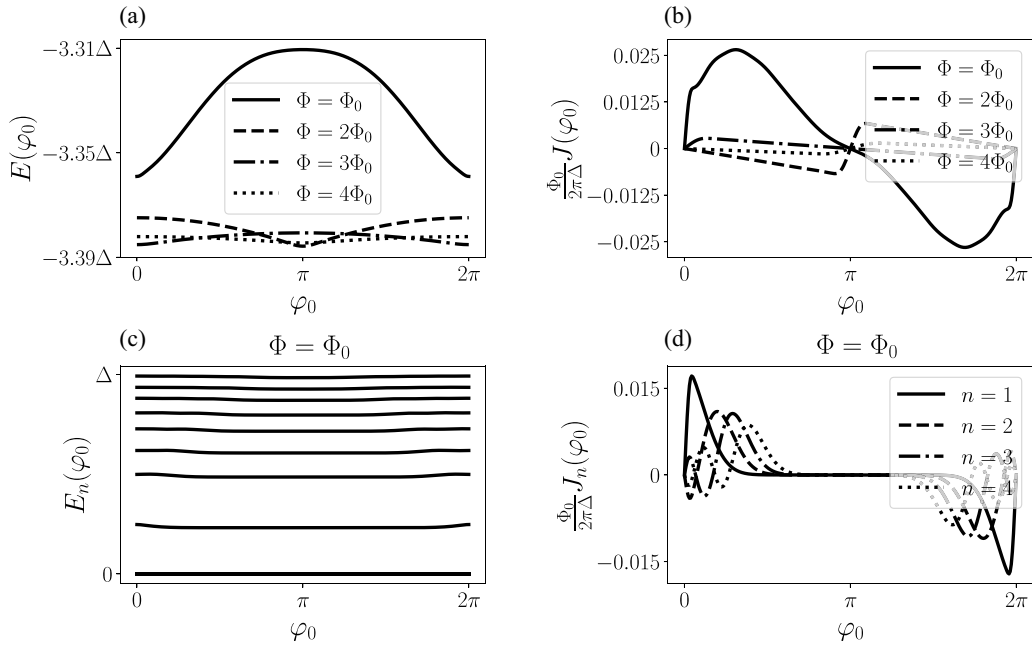 (a)
−3.31Δ
−3.35Δ
−3.39Δ
E(φ₀)
Φ = Φ₀
Φ = 2Φ₀
Φ = 3Φ₀
Φ = 4Φ₀
0
π
2π
φ₀
(b)
0.025
0.0125
0
−0.0125
−0.025
Φ₀/2πΔ J(φ₀)
Φ = Φ₀
Φ = 2Φ₀
Φ = 3Φ₀
Φ = 4Φ₀
0
π
2π
φ₀
(c)
Φ = Φ₀
Δ
0
Eₙ(φ₀)
0
π
2π
φ₀
(d)
Φ = Φ₀
0.015
0
−0.015
Φ₀/2πΔ Jₙ(φ₀)
n = 1
n = 2
n = 3
n = 4
0
π
2π
φ₀